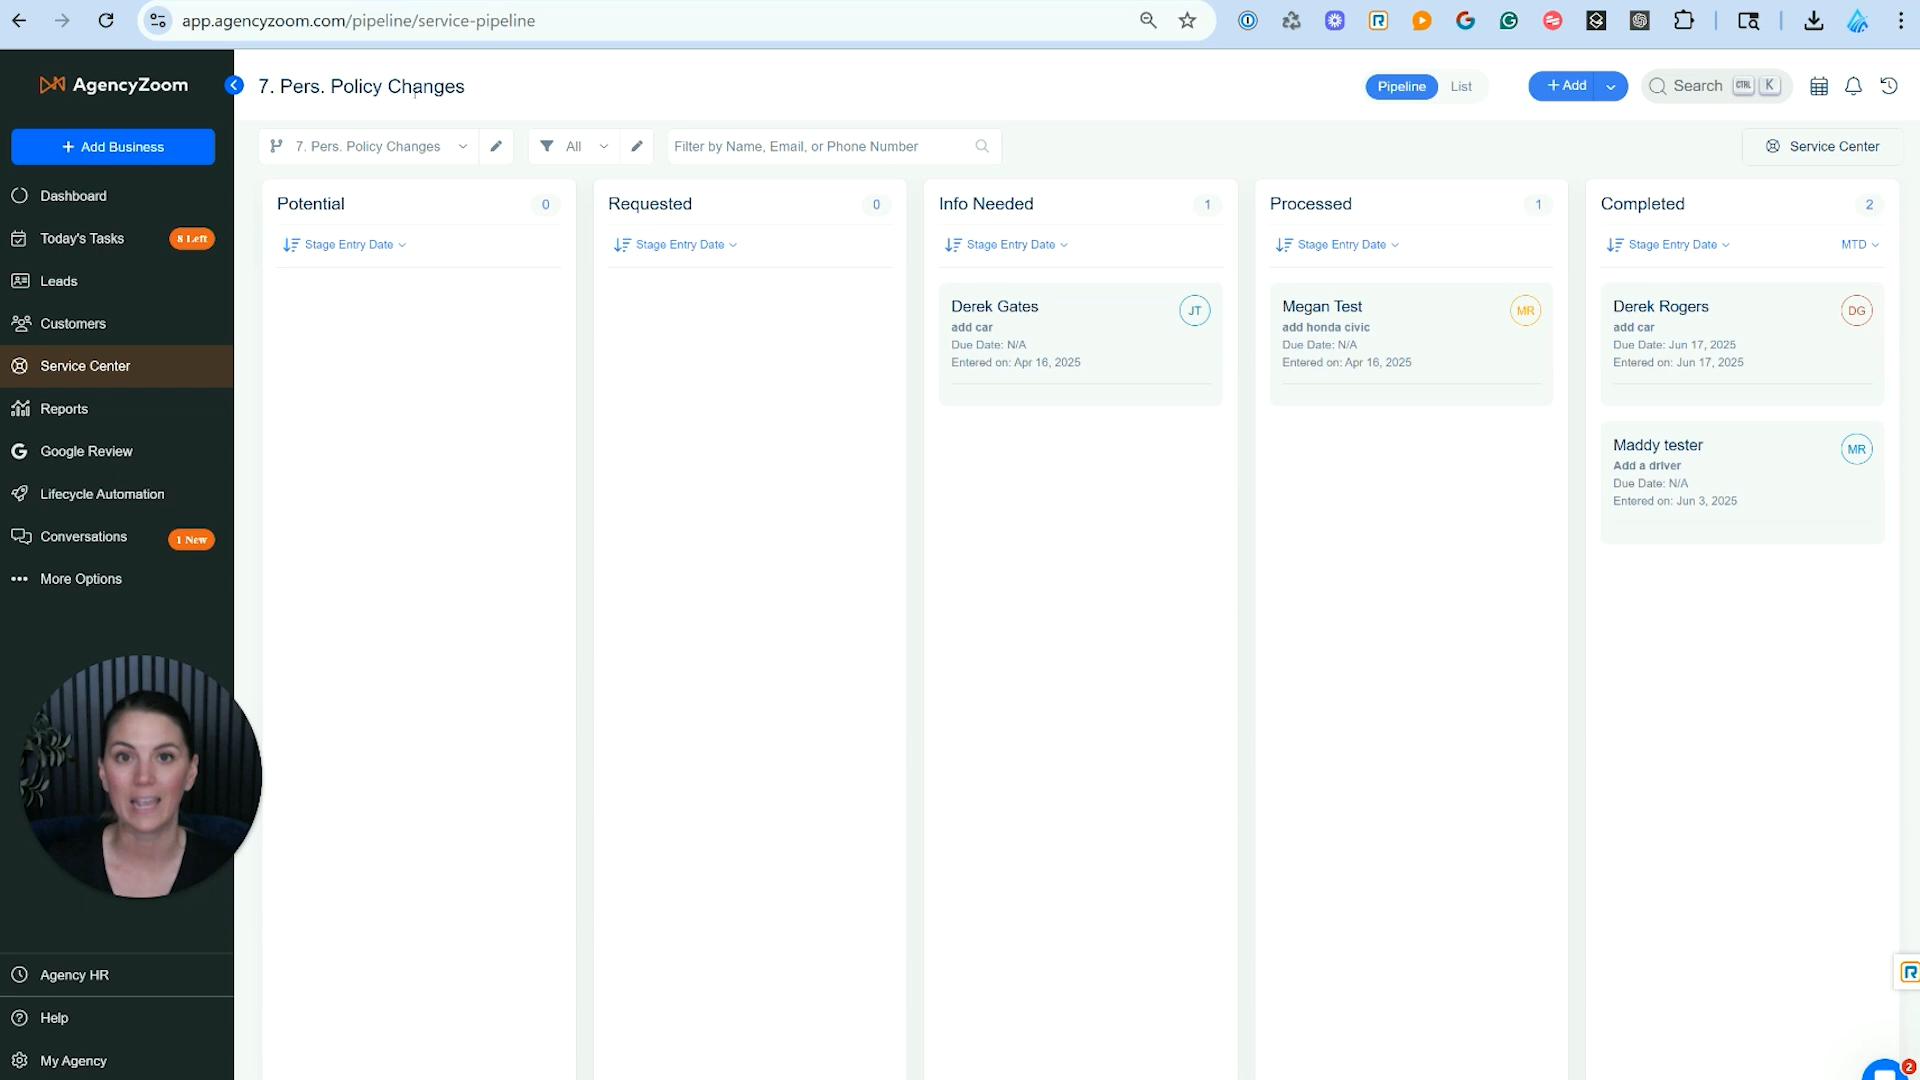 app.agencyzoom.com/pipeline/service-pipeline
AgencyZoom
7. Pers. Policy Changes
Pipeline
List
+ Add
Search CTRL K
+ Add Business
7. Pers. Policy Changes
All
Filter by Name, Email, or Phone Number
Service Center
Dashboard
Today's Tasks
8 Left
Leads
Customers
Service Center
Reports
Google Review
Lifecycle Automation
Conversations
1 New
More Options
Agency HR
Help
My Agency
Potential 0
Stage Entry Date
Requested 0
Stage Entry Date
Info Needed 1
Stage Entry Date
Derek Gates
JT
add car
Due Date: N/A
Entered on: Apr 16, 2025
Processed 1
Stage Entry Date
Megan Test
MR
add honda civic
Due Date: N/A
Entered on: Apr 16, 2025
Completed 2
Stage Entry Date
MTD
Derek Rogers
DG
add car
Due Date: Jun 17, 2025
Entered on: Jun 17, 2025
Maddy tester
MR
Add a driver
Due Date: N/A
Entered on: Jun 3, 2025
R
2